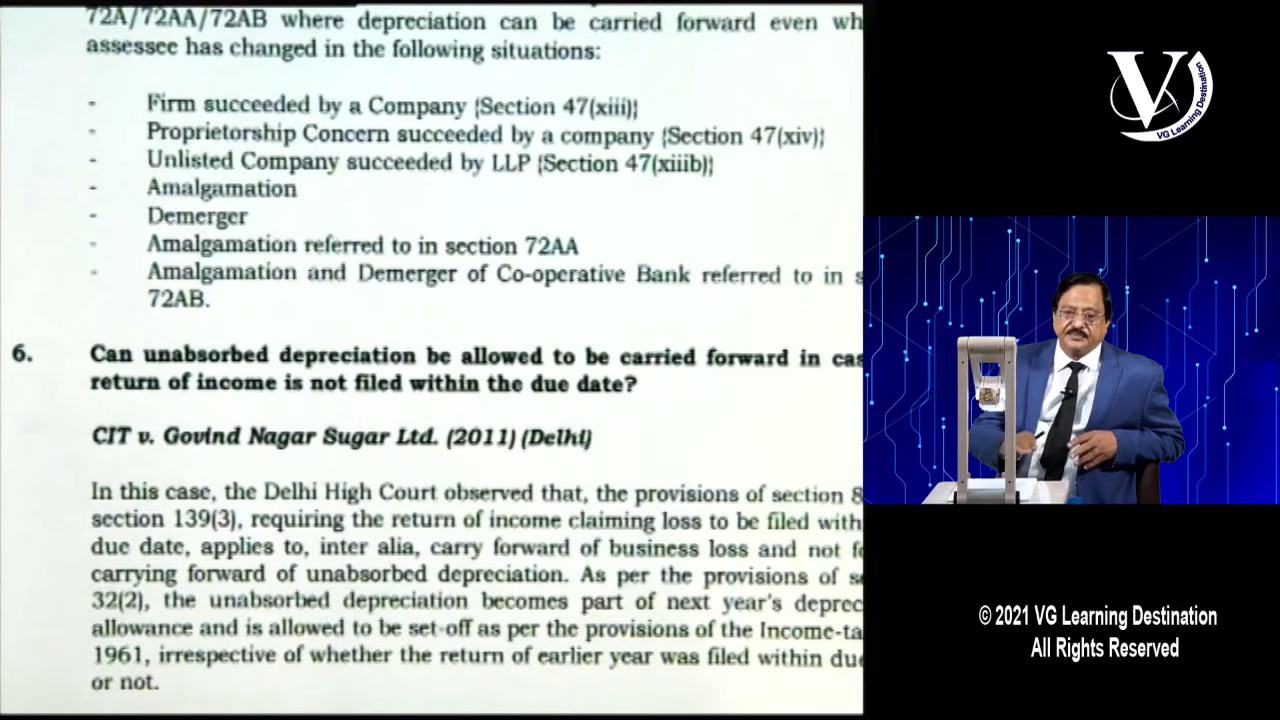 72A/72AA/72AB where depreciation can be carried forward even wh
assessee has changed in the following situations:
- Firm succeeded by a Company {Section 47(xiii)}
- Proprietorship Concern succeeded by a company {Section 47(xiv)}
- Unlisted Company succeeded by LLP {Section 47(xiiib)}
- Amalgamation
- Demerger
- Amalgamation referred to in section 72AA
- Amalgamation and Demerger of Co-operative Bank referred to in s
72AB.
6. Can unabsorbed depreciation be allowed to be carried forward in cas
return of income is not filed within the due date?
CIT v. Govind Nagar Sugar Ltd. (2011) (Delhi)
In this case, the Delhi High Court observed that, the provisions of section 8
section 139(3), requiring the return of income claiming loss to be filed with
due date, applies to, inter alia, carry forward of business loss and not fo
carrying forward of unabsorbed depreciation. As per the provisions of se
32(2), the unabsorbed depreciation becomes part of next year's deprec
allowance and is allowed to be set-off as per the provisions of the Income-ta
1961, irrespective of whether the return of earlier year was filed within due
or not.
V
VG Learning Destination
© 2021 VG Learning Destination
All Rights Reserved